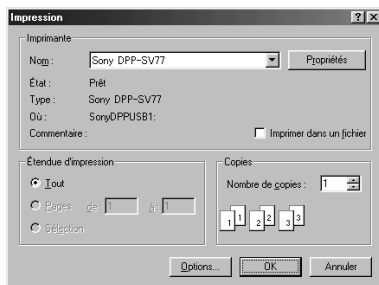 Impression
Imprimante
Nom : Sony DPP-SV77 Propriétés
État : Prêt
Type : Sony DPP-SV77
Où : SonyDPPUSB1:
Commentaire : Imprimer dans un fichier
Étendue d'impression
Tout
Pages de : 1 à : 1
Sélection
Copies
Nombre de copies : 1
1 1 2 2 3 3
Options... OK Annuler